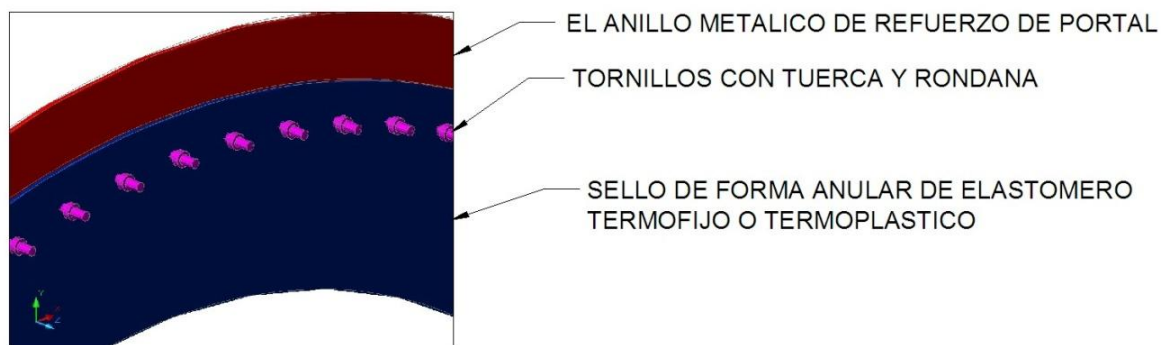 EL ANILLO METALICO DE REFUERZO DE PORTAL
TORNILLOS CON TUERCA Y RONDANA
SELLO DE FORMA ANULAR DE ELASTOMERO
TERMOFIJO O TERMOPLASTICO
Y
Z